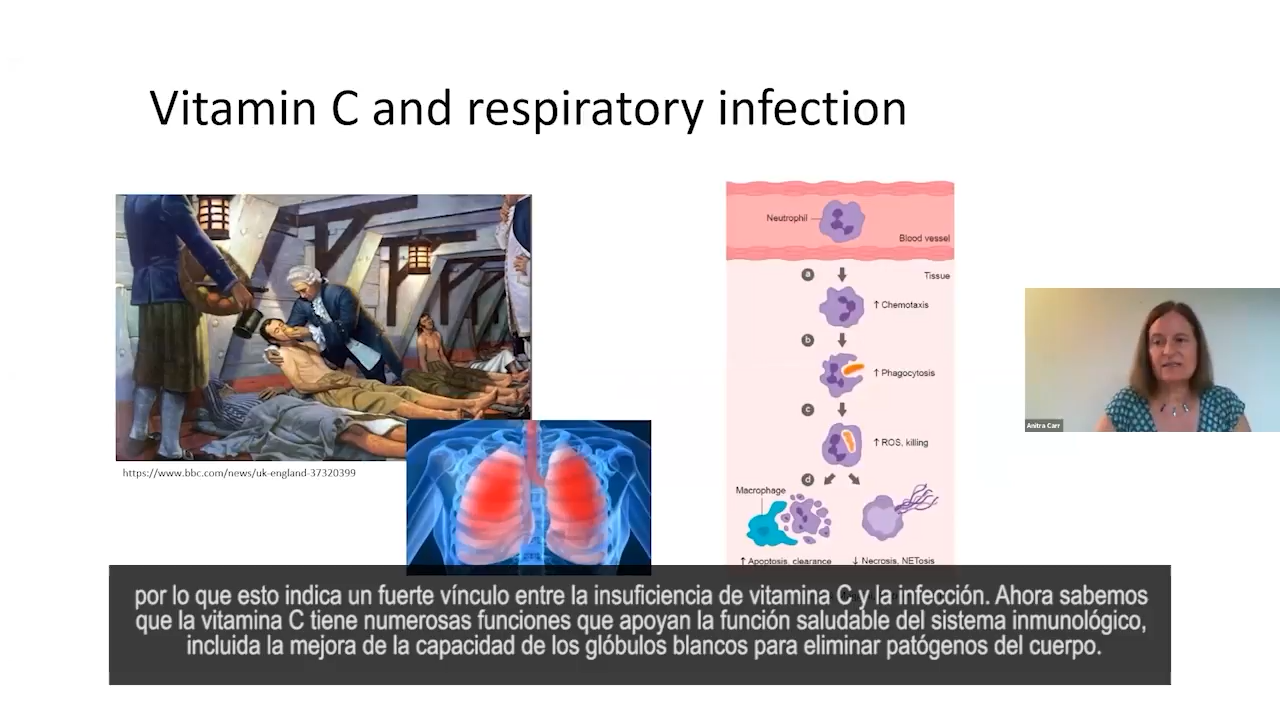 Vitamin C and respiratory infection
Neutrophil
Blood vessel
a
Tissue
↑ Chemotaxis
b
↑ Phagocytosis
c
↑ ROS, killing
d
Macrophage
↑ Apoptosis, clearance
↓ Necrosis, NETosis
https://www.bbc.com/news/uk-england-37320399
Anitra Carr
por lo que esto indica un fuerte vínculo entre la insuficiencia de vitamina C y la infección. Ahora sabemos
que la vitamina C tiene numerosas funciones que apoyan la función saludable del sistema inmunológico,
incluida la mejora de la capacidad de los glóbulos blancos para eliminar patógenos del cuerpo.